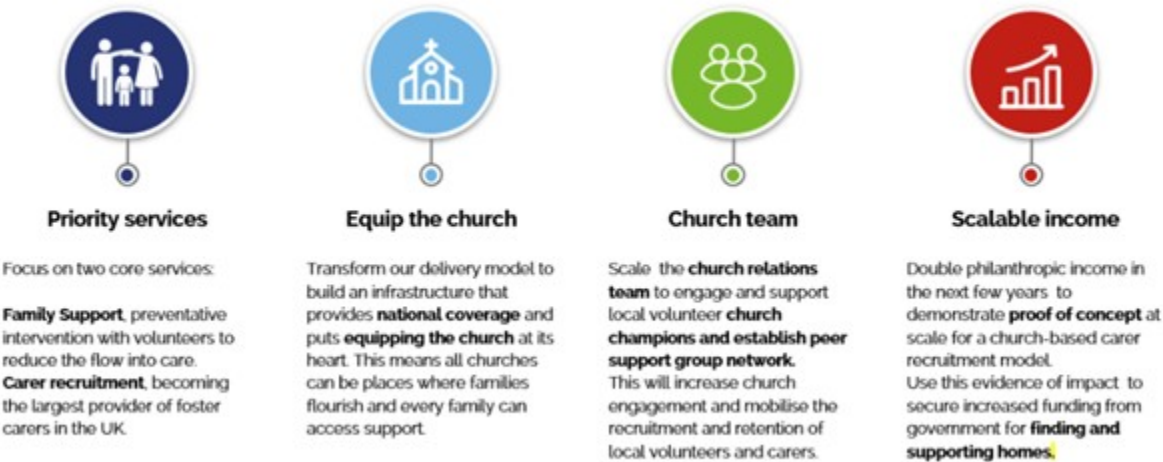 Priority services
Focus on two core services:
Family Support, preventative
intervention with volunteers to
reduce the flow into care.
Carer recruitment, becoming
the largest provider of foster
carers in the UK.
Equip the church
Transform our delivery model to
build an infrastructure that
provides national coverage and
puts equipping the church at its
heart. This means all churches
can be places where families
flourish and every family can
access support.
Church team
Scale the church relations
team to engage and support
local volunteer church
champions and establish peer
support group network.
This will increase church
engagement and mobilise the
recruitment and retention of
local volunteers and carers.
Scalable income
Double philanthropic income in
the next few years to
demonstrate proof of concept at
scale for a church-based carer
recruitment model.
Use this evidence of impact to
secure increased funding from
government for finding and
supporting homes.